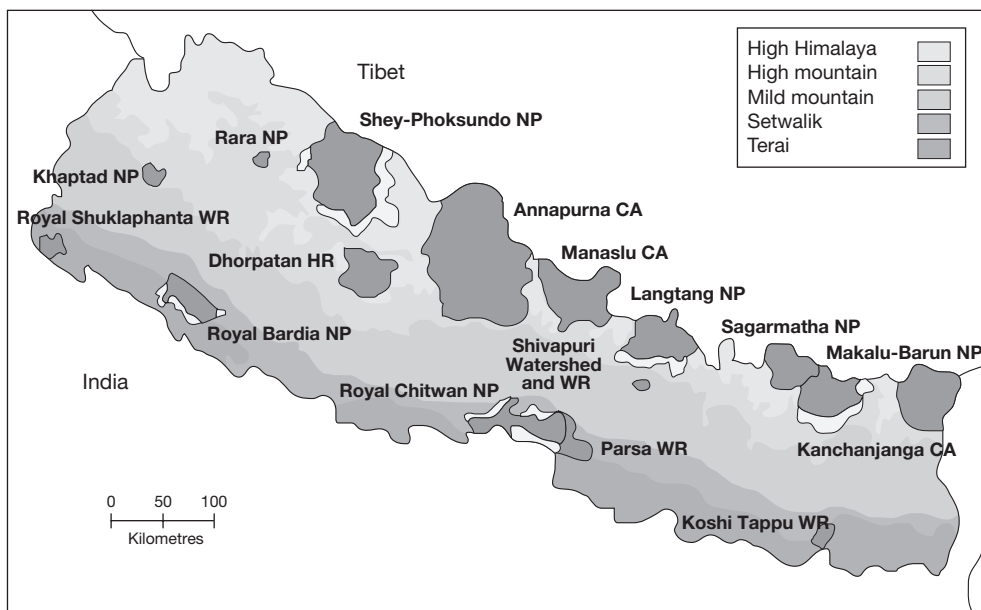 Tibet
High Himalaya
High mountain
Mild mountain
Setwalik
Terai
Shey-Phoksundo NP
Rara NP
Khaptad NP
Royal Shuklaphanta WR
Annapurna CA
Manaslu CA
Dhorpatan HR
Langtang NP
Sagarmatha NP
Royal Bardia NP
Shivapuri
Watershed
and WR
Makalu-Barun NP
India
Royal Chitwan NP
Parsa WR
Kanchanjanga CA
0 50 100
Kilometres
Koshi Tappu WR